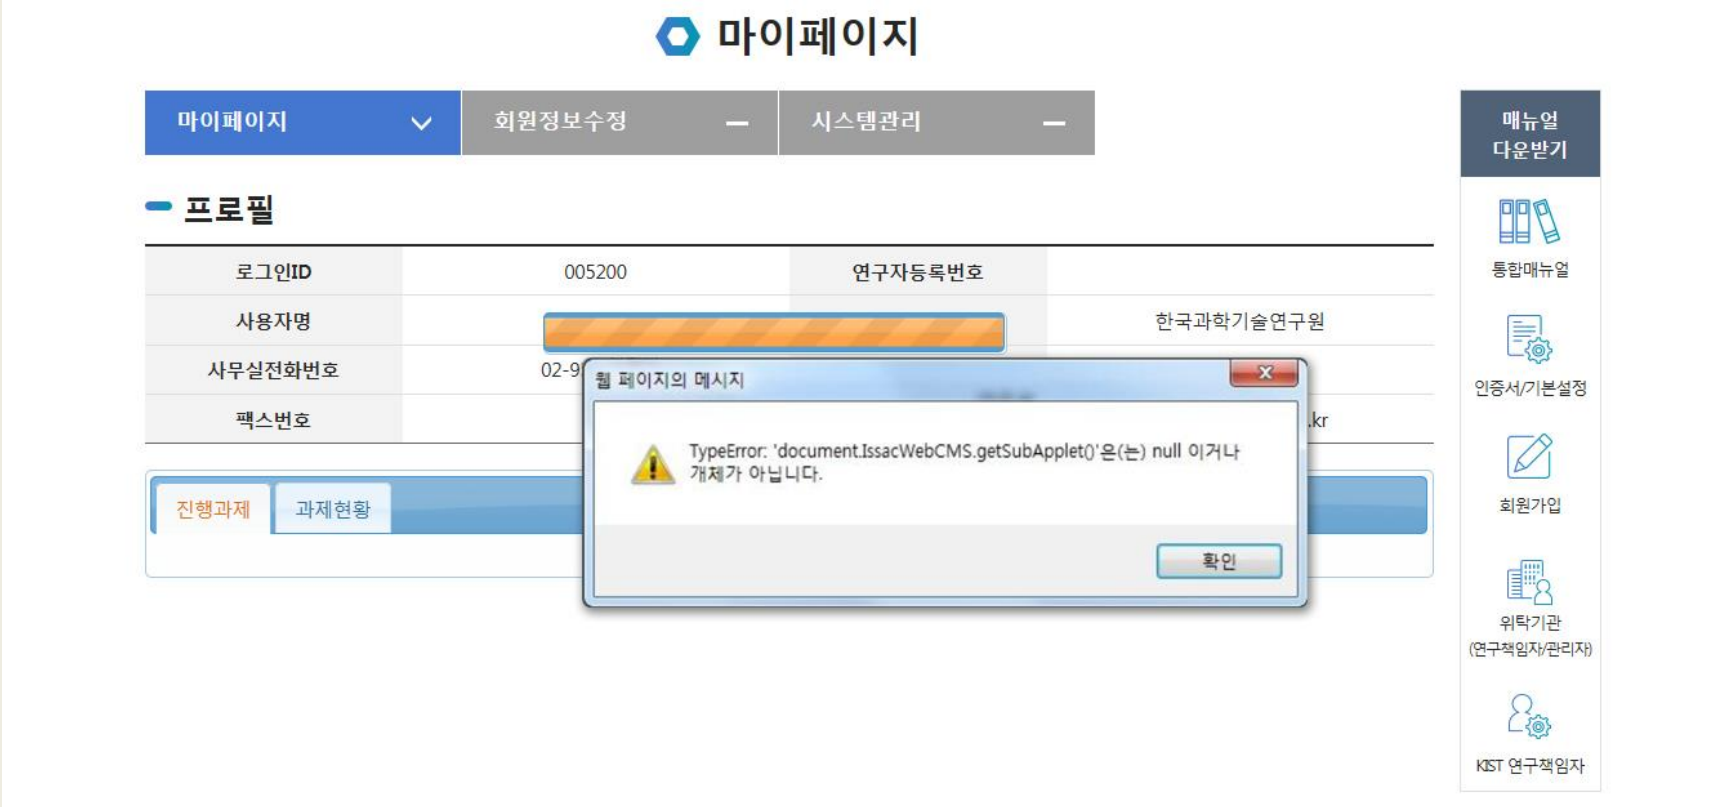 마이페이지
마이페이지
회원정보수정
시스템관리
매뉴얼
다운받기
프로필
로그인ID
005200
연구자등록번호
통합매뉴얼
사용자명
한국과학기술연구원
사무실전화번호
02-9
인증서/기본설정
팩스번호
.kr
웹 페이지의 메시지
TypeError: 'document.IssacWebCMS.getSubApplet()'은(는) null 이거나
개체가 아닙니다.
확인
진행과제
과제현황
회원가입
위탁기관
(연구책임자/관리자)
KIST 연구책임자